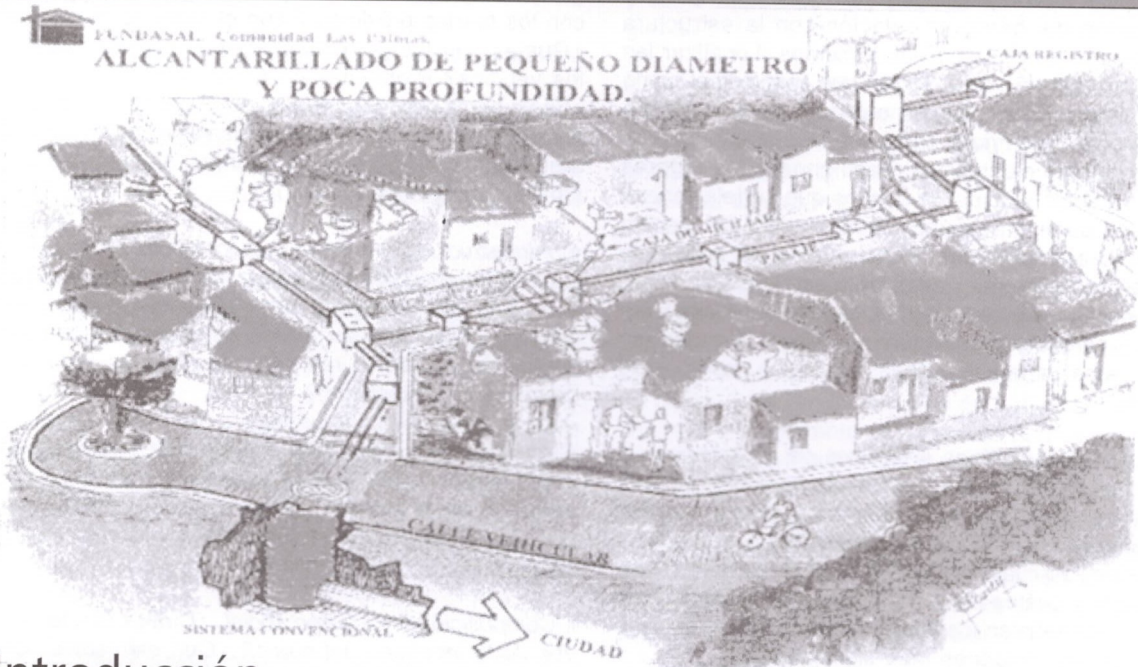 FUNDASAL. Comunidad Las Palmas.
ALCANTARILLADO DE PEQUEÑO DIAMETRO
Y POCA PROFUNDIDAD.
CAJA REGISTRO
CAJA DOMICILIAR
PASAJE
CALLE VEHICULAR
SISTEMA CONVENCIONAL
CIUDAD
Introducción